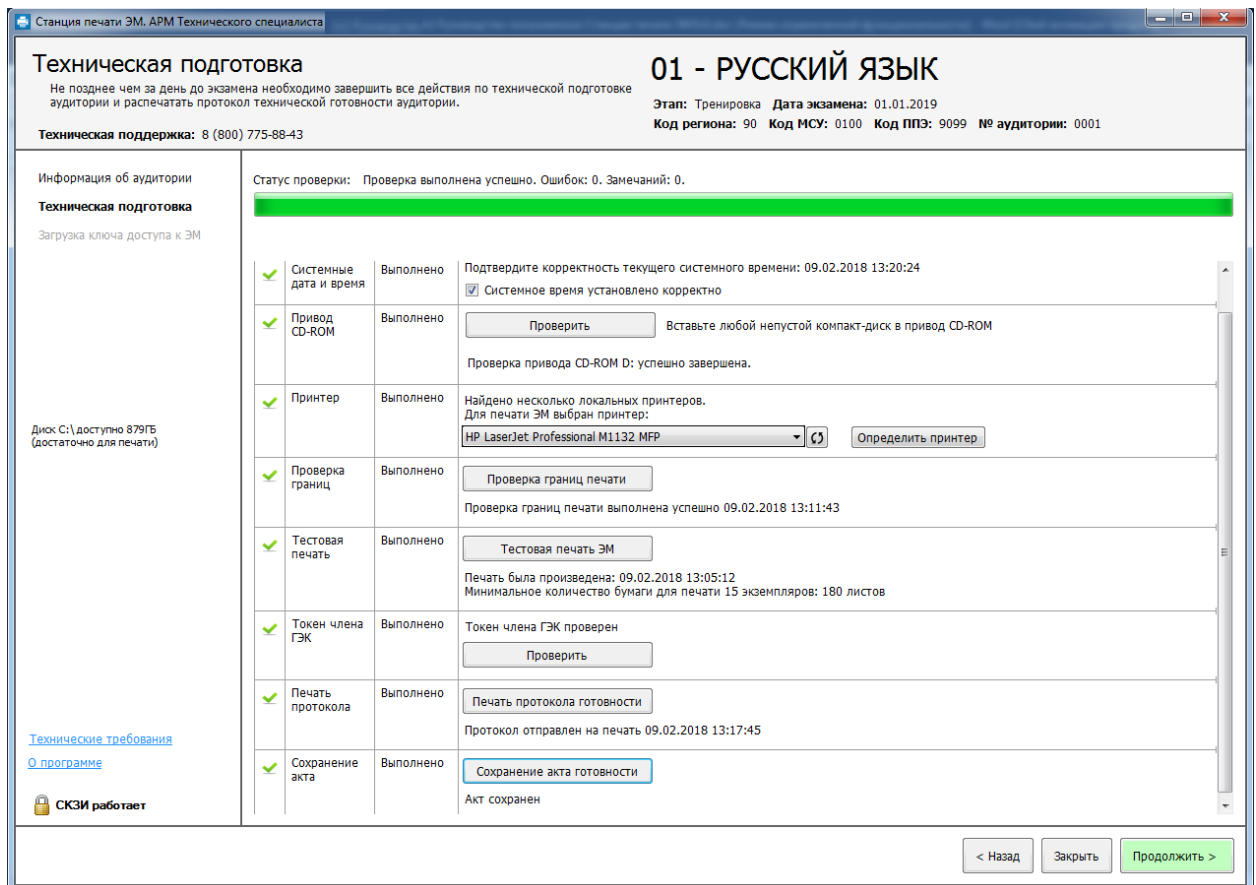 Станция печати ЭМ. АРМ Технического специалиста
Техническая подготовка
Не позднее чем за день до экзамена необходимо завершить все действия по технической подготовке
аудитории и распечатать протокол технической готовности аудитории.
Техническая поддержка: 8 (800) 775-88-43
01 - РУССКИЙ ЯЗЫК
Этап: Тренировка Дата экзамена: 01.01.2019
Код региона: 90 Код МСУ: 0100 Код ППЭ: 9099 № аудитории: 0001
Информация об аудитории
Техническая подготовка
Загрузка ключа доступа к ЭМ
Диск C:\ доступно 879ГБ
(достаточно для печати)
Технические требования
О программе
СКЗИ работает
Статус проверки: Проверка выполнена успешно. Ошибок: 0. Замечаний: 0.
Системные
дата и время
Выполнено
Подтвердите корректность текущего системного времени: 09.02.2018 13:20:24
Системное время установлено корректно
Привод
CD-ROM
Выполнено
Проверить
Вставьте любой непустой компакт-диск в привод CD-ROM
Проверка привода CD-ROM D: успешно завершена.
Принтер
Выполнено
Найдено несколько локальных принтеров.
Для печати ЭМ выбран принтер:
HP LaserJet Professional M1132 MFP
Определить принтер
Проверка
границ
Выполнено
Проверка границ печати
Проверка границ печати выполнена успешно 09.02.2018 13:11:43
Тестовая
печать
Выполнено
Тестовая печать ЭМ
Печать была произведена: 09.02.2018 13:05:12
Минимальное количество бумаги для печати 15 экземпляров: 180 листов
Токен члена
ГЭК
Выполнено
Токен члена ГЭК проверен
Проверить
Печать
протокола
Выполнено
Печать протокола готовности
Протокол отправлен на печать 09.02.2018 13:17:45
Сохранение
акта
Выполнено
Сохранение акта готовности
Акт сохранен
< Назад
Закрыть
Продолжить >